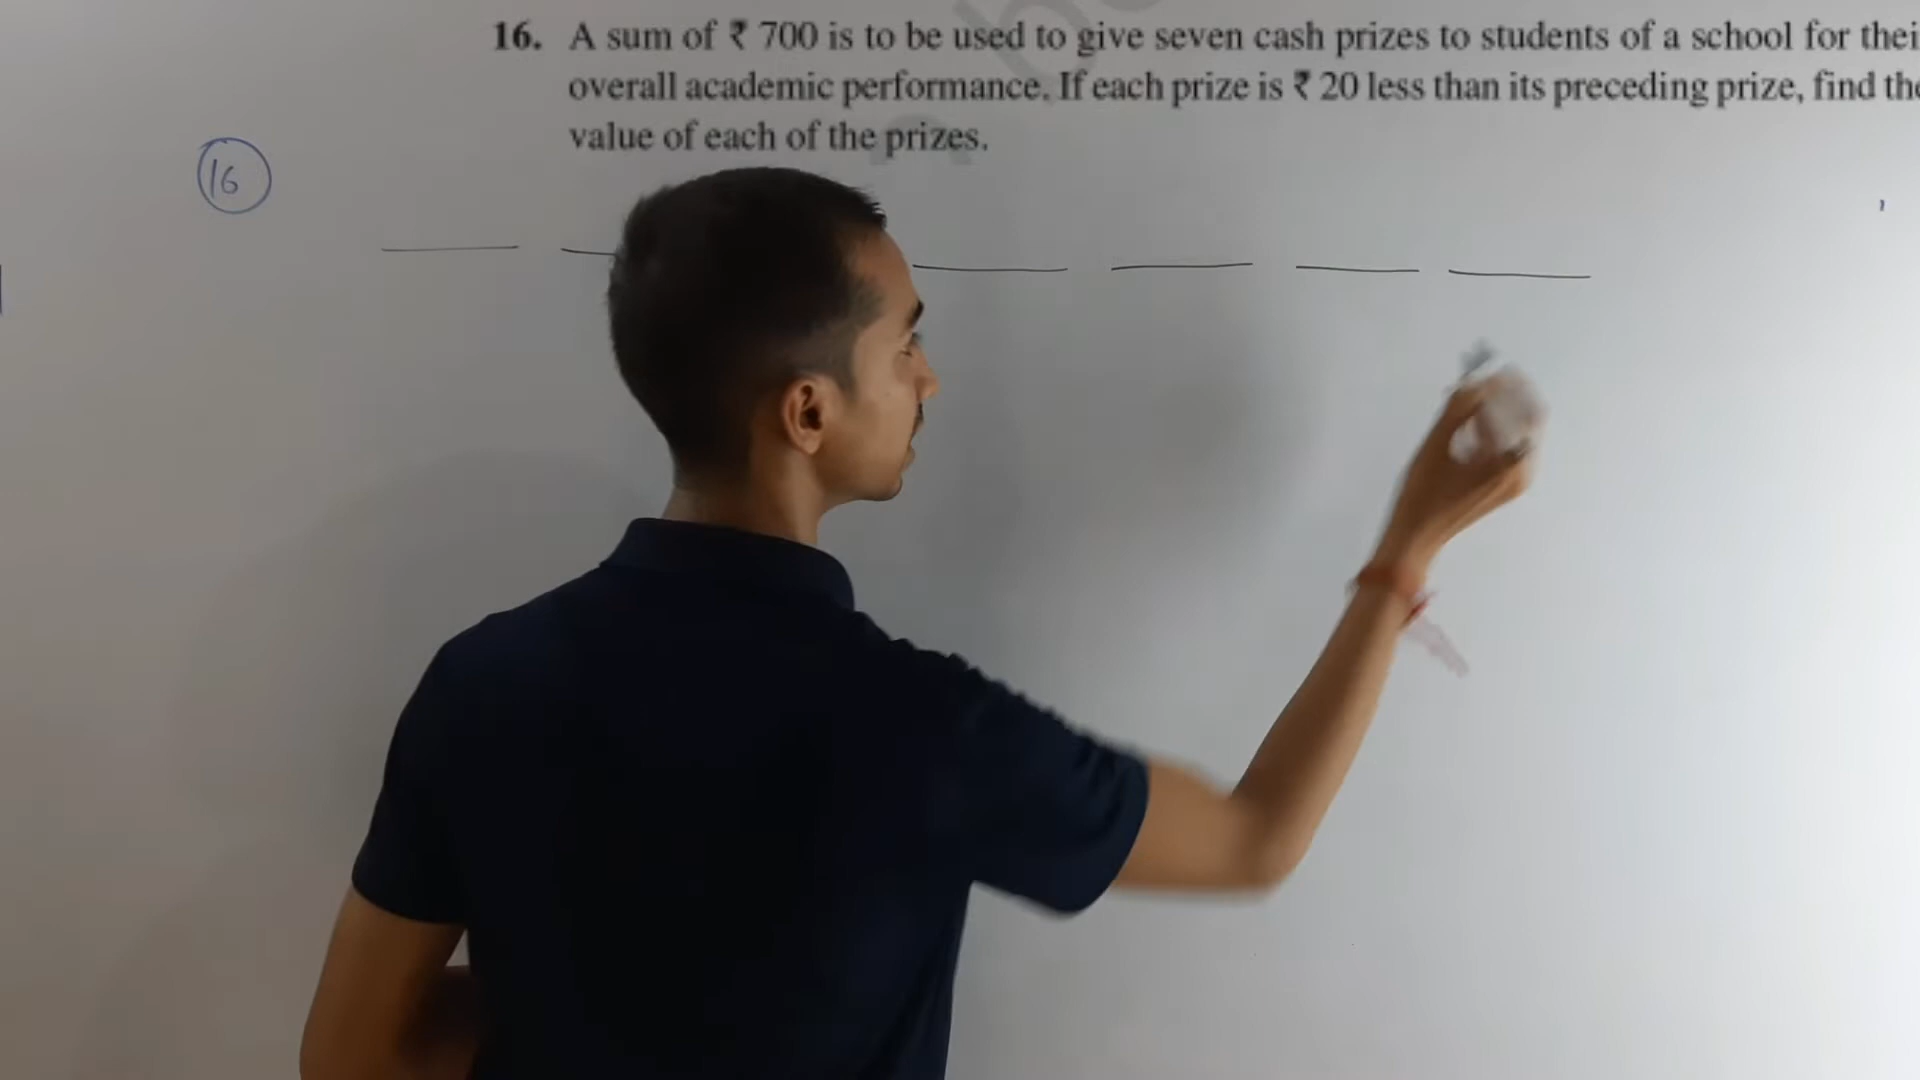 16. A sum of ₹ 700 is to be used to give seven cash prizes to students of a school for thei
overall academic performance. If each prize is ₹ 20 less than its preceding prize, find the
value of each of the prizes.
16